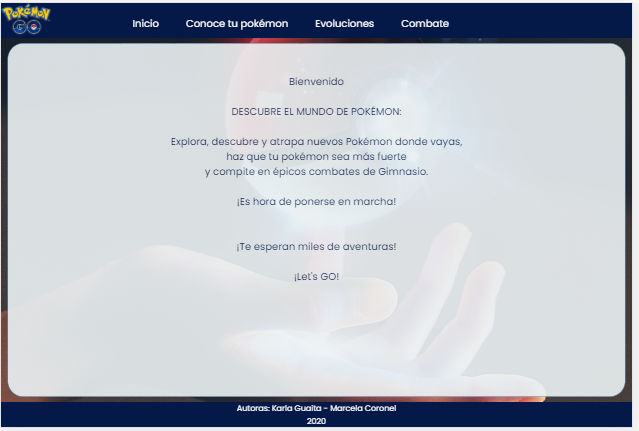 POKÉMON
GO
Inicio Conoce tu pokémon Evoluciones Combate
Bienvenido
DESCUBRE EL MUNDO DE POKÉMON:
Explora, descubre y atrapa nuevos Pokémon donde vayas,
haz que tu pokémon sea más fuerte
y compite en épicos combates de Gimnasio.
¡Es hora de ponerse en marcha!
¡Te esperan miles de aventuras!
¡Let's GO!
Autoras: Karla Guaita - Marcela Coronel
2020